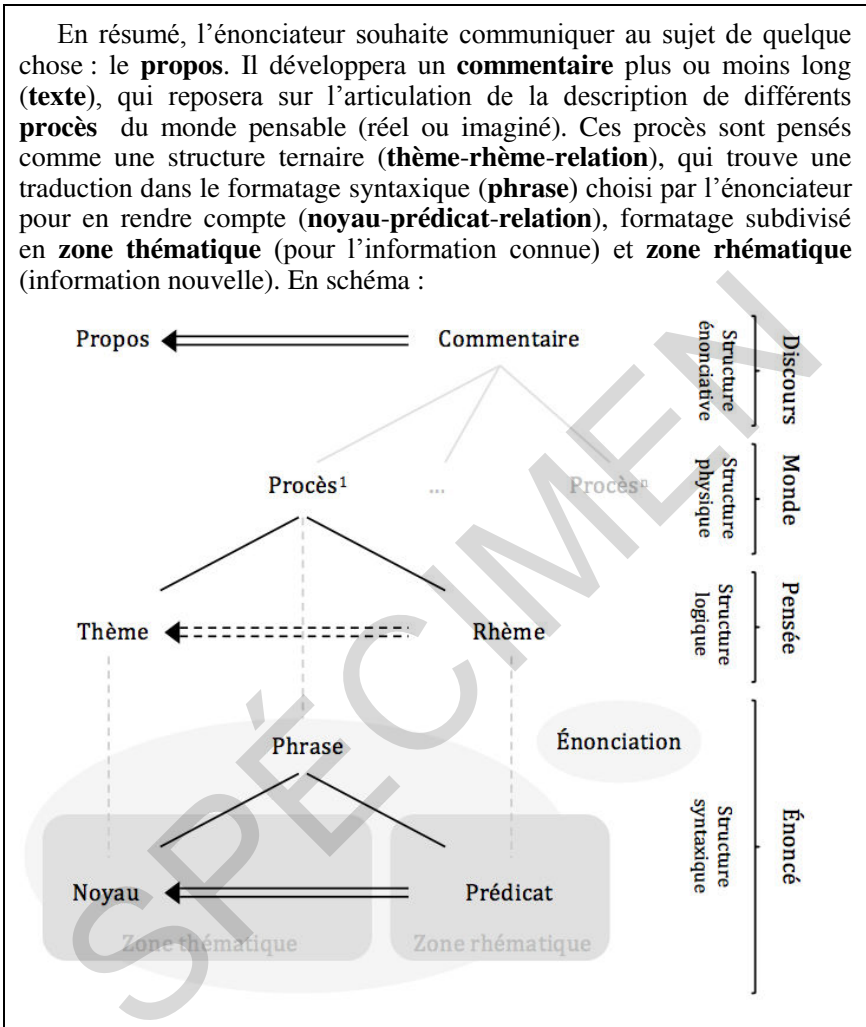 En résumé, l’énonciateur souhaite communiquer au sujet de quelque
chose : le propos. Il développera un commentaire plus ou moins long
(texte), qui reposera sur l’articulation de la description de différents
procès du monde pensable (réel ou imaginé). Ces procès sont pensés
comme une structure ternaire (thème-rhème-relation), qui trouve une
traduction dans le formatage syntaxique (phrase) choisi par l’énonciateur
pour en rendre compte (noyau-prédicat-relation), formatage subdivisé
en zone thématique (pour l’information connue) et zone rhématique
(information nouvelle). En schéma :
Propos Commentaire
Structure énonciative
Discours
Procès¹ ... Procèsⁿ
Structure physique
Monde
Thème Rhème
Structure logique
Pensée
Phrase Énonciation
Structure syntaxique
Énoncé
Noyau Prédicat
Zone thématique Zone rhématique
SPÉCIMEN